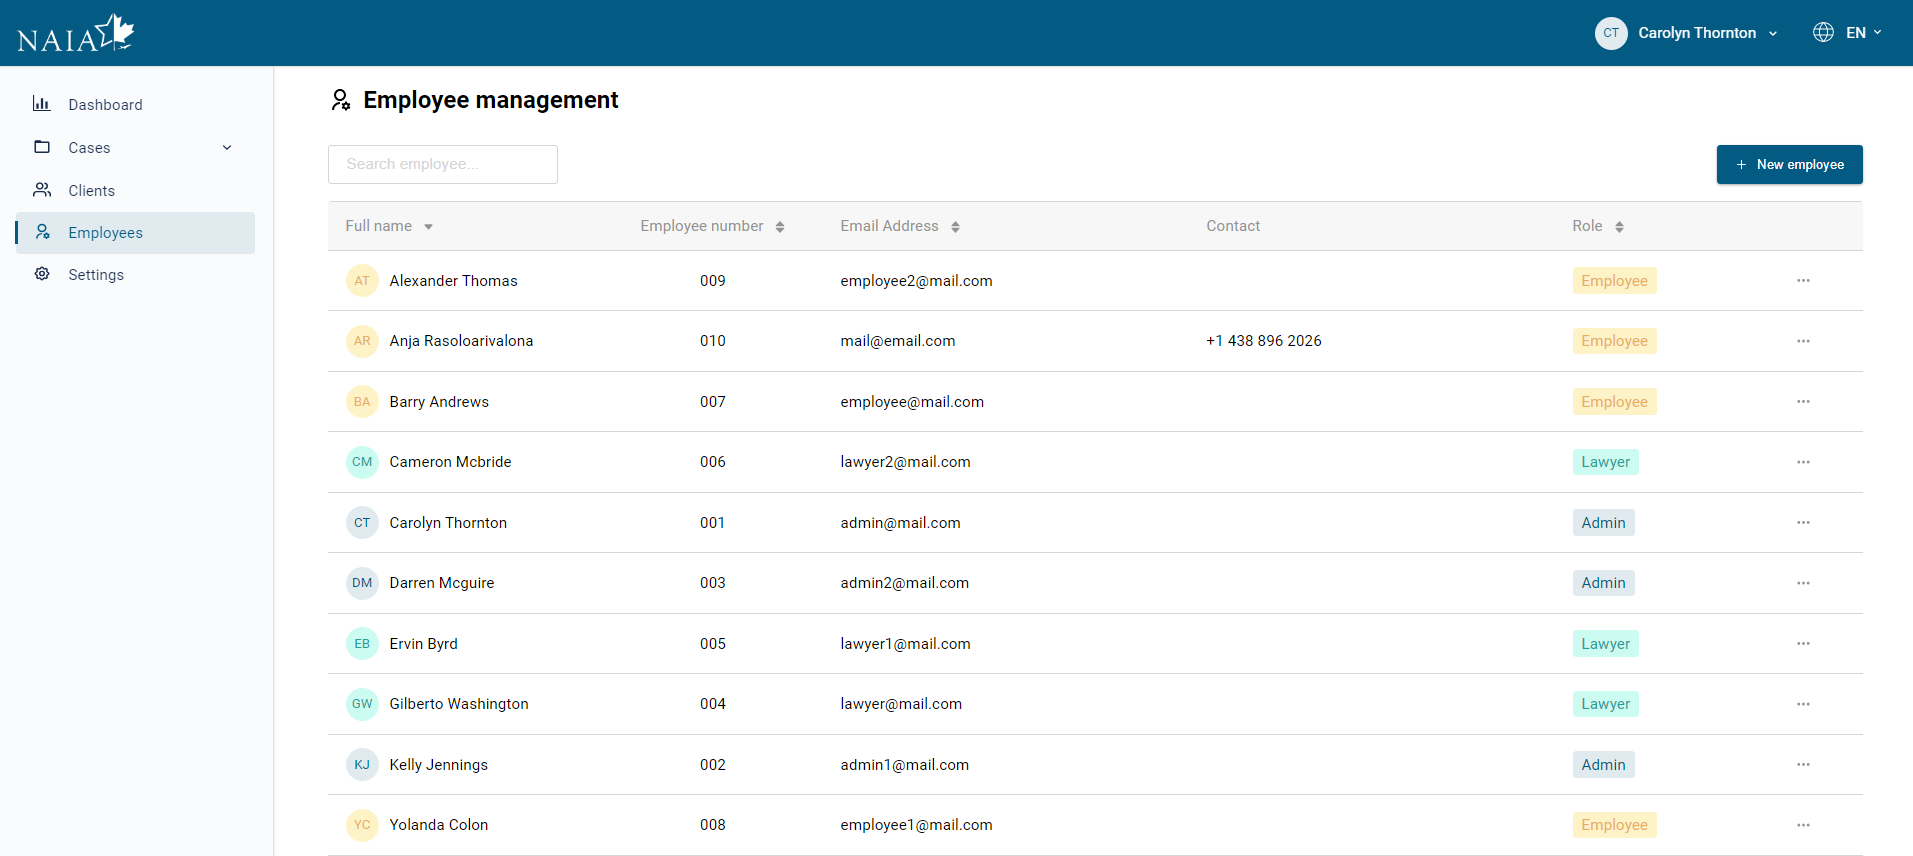 NAIA
CT Carolyn Thornton EN
Dashboard
Cases
Clients
Employees
Settings
Employee management
Search employee...
+ New employee
Full name Employee number Email Address Contact Role
AT Alexander Thomas 009 employee2@mail.com Employee ...
AR Anja Rasoloarivalona 010 mail@email.com +1 438 896 2026 Employee ...
BA Barry Andrews 007 employee@mail.com Employee ...
CM Cameron Mcbride 006 lawyer2@mail.com Lawyer ...
CT Carolyn Thornton 001 admin@mail.com Admin ...
DM Darren Mcguire 003 admin2@mail.com Admin ...
EB Ervin Byrd 005 lawyer1@mail.com Lawyer ...
GW Gilberto Washington 004 lawyer@mail.com Lawyer ...
KJ Kelly Jennings 002 admin1@mail.com Admin ...
YC Yolanda Colon 008 employee1@mail.com Employee ...